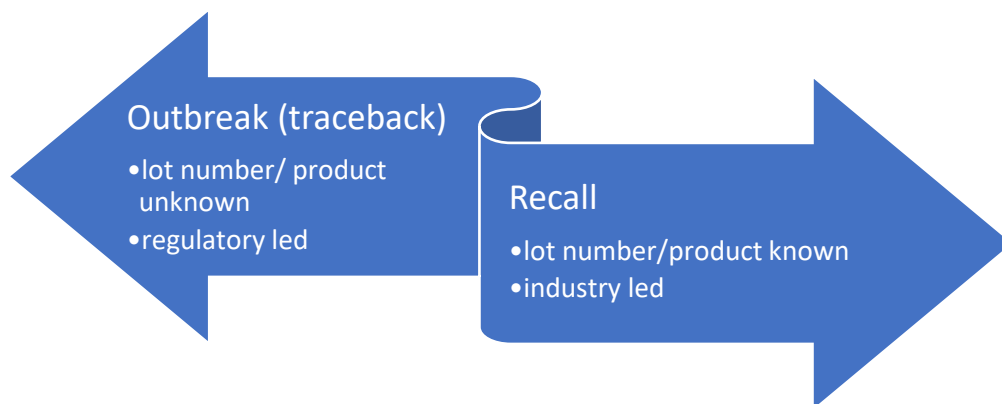 Outbreak (traceback)
•lot number/ product
unknown
•regulatory led
Recall
•lot number/product known
•industry led